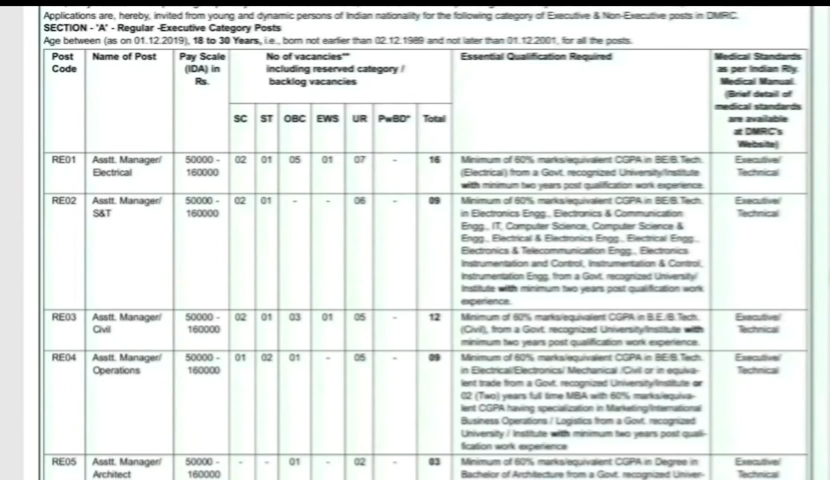 Applications are, hereby, invited from young and dynamic persons of Indian nationality for the following category of Executive & Non-Executive posts in DMRC.
SECTION - 'A' - Regular -Executive Category Posts
Age between (as on 01.12.2019), 18 to 30 Years, i.e., born not earlier than 02.12.1989 and not later than 01.12.2001, for all the posts.
Post Code
Name of Post
Pay Scale (IDA) in Rs.
No of vacancies**
including reserved category /
backlog vacancies
Essential Qualification Required
Medical Standards
as per Indian Rly.
Medical Manual.
(Brief detail of
medical standards
are available
at DMRC's
Website)
SC ST OBC EWS UR PwBD* Total
RE01 Asstt. Manager/ 50000 - 02 01 05 01 07 - 16 Minimum of 60% marks/equivalent CGPA in BE/B.Tech. Executive/
Electrical 160000 (Electrical) from a Govt. recognized University/Institute Technical
with minimum two years post qualification work experience.
RE02 Asstt. Manager/ 50000 - 02 01 - - 06 - 09 Minimum of 60% marks/equivalent CGPA in BE/B.Tech. Executive/
S&T 160000 in Electronics Engg., Electronics & Communication Technical
Engg., IT, Computer Science, Computer Science &
Engg., Electrical & Electronics Engg., Electrical Engg.,
Electronics & Telecommunication Engg., Electronics
Instrumentation and Control, Instrumentation & Control,
Instrumentation Engg. from a Govt. recognized University/
Institute with minimum two years post qualification work
experience.
RE03 Asstt. Manager/ 50000 - 02 01 03 01 05 - 12 Minimum of 60% marks/equivalent CGPA in B.E./B.Tech. Executive/
Civil 160000 (Civil), from a Govt. recognized University/Institute with Technical
minimum two years post qualification work experience.
RE04 Asstt. Manager/ 50000 - 01 02 01 - 05 - 09 Minimum of 60% marks/equivalent CGPA in BE/B.Tech. Executive/
Operations 160000 in Electrical/Electronics/ Mechanical /Civil or in equiva- Technical
lent trade from a Govt. recognized University/Institute or
02 (Two) years full time MBA with 60% marks/equiva-
lent CGPA having specialization in Marketing/International
Business Operations / Logistics from a Govt. recognized
University / Institute with minimum two years post quali-
fication work experience
RE05 Asstt. Manager/ 50000 - - - 01 - 02 - 03 Minimum of 60% marks/equivalent CGPA in Degree in Executive/
Architect 160000 Bachelor of Architecture from a Govt. recognized Univer- Technical